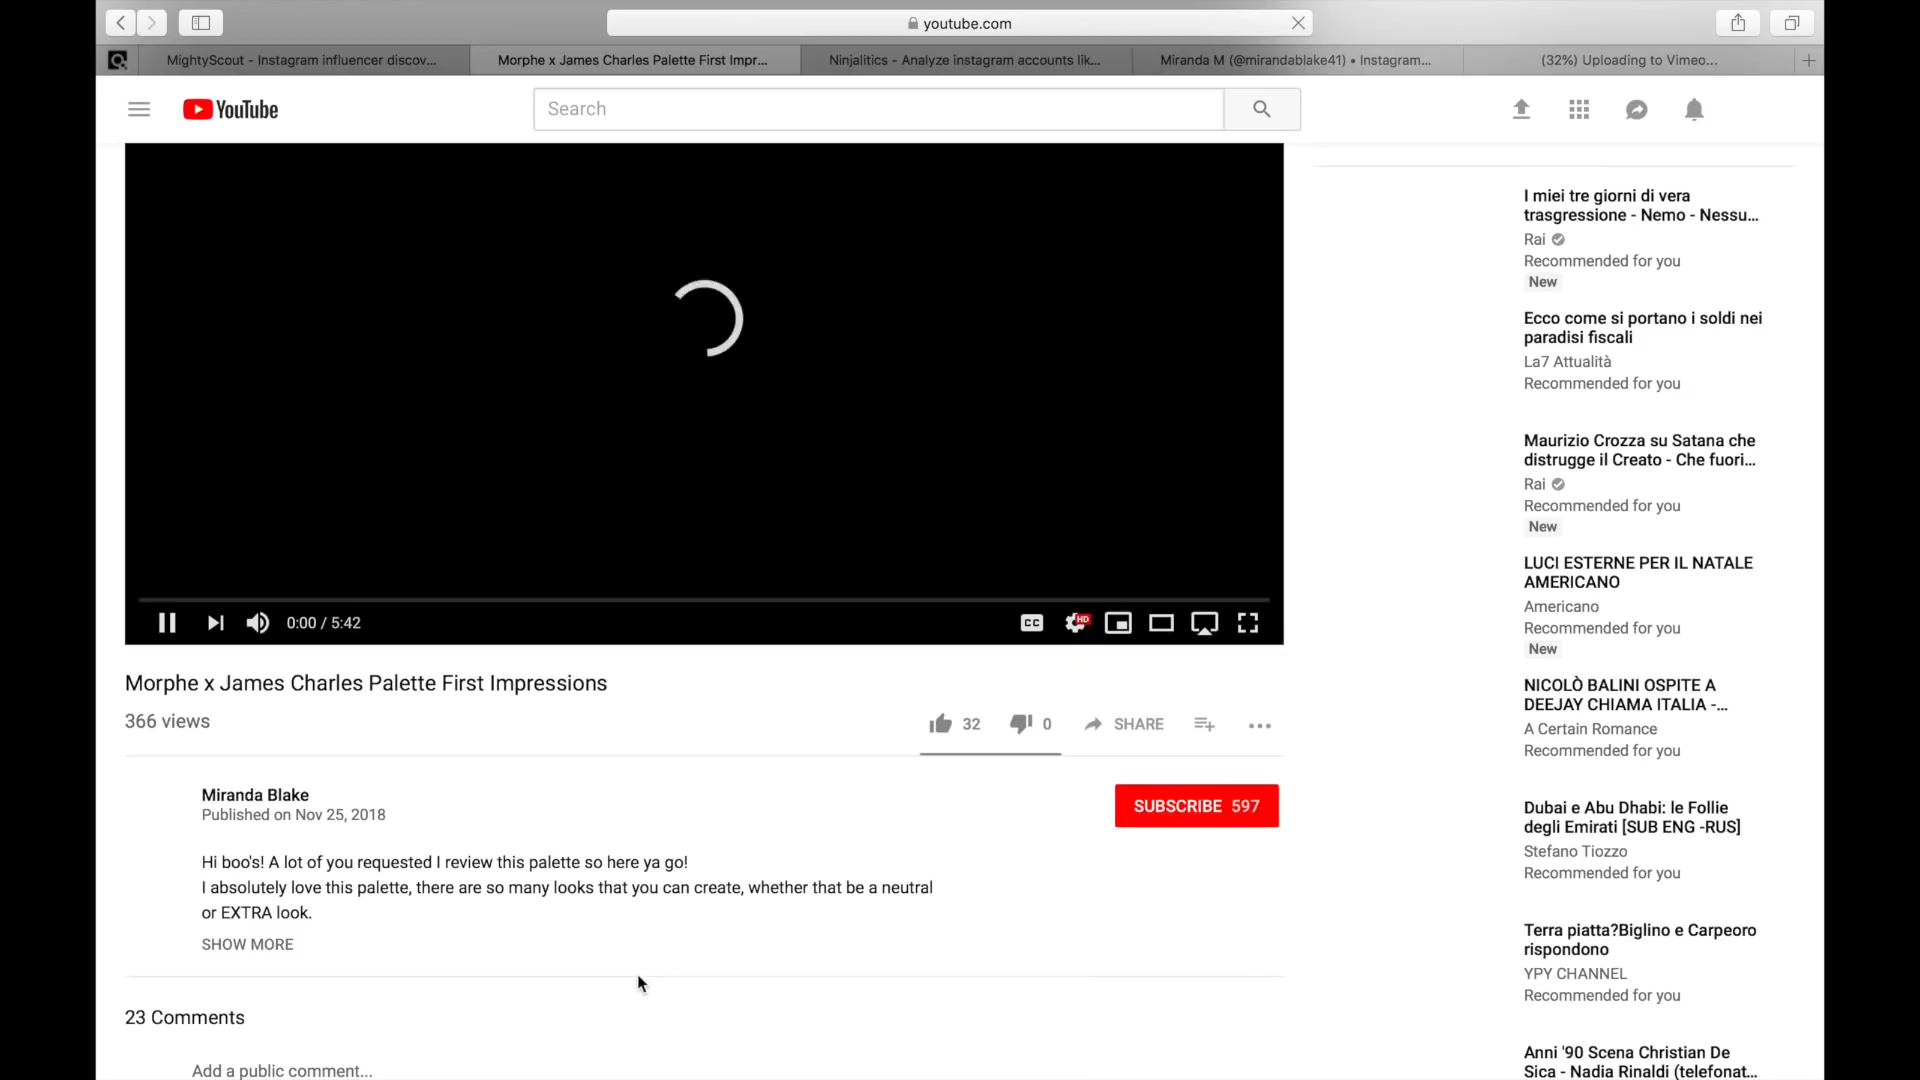 youtube.com
MightyScout - Instagram influencer discov...
Morphe x James Charles Palette First Impr...
Ninjalitics - Analyze instagram accounts lik...
Miranda M (@mirandablake41) • Instagram...
(32%) Uploading to Vimeo...
YouTube
Search
0:00 / 5:42
CC
HD
Morphe x James Charles Palette First Impressions
366 views
32
0
SHARE
Miranda Blake
Published on Nov 25, 2018
SUBSCRIBE 597
Hi boo's! A lot of you requested I review this palette so here ya go!
I absolutely love this palette, there are so many looks that you can create, whether that be a neutral
or EXTRA look.
SHOW MORE
23 Comments
Add a public comment...
I miei tre giorni di vera
trasgressione - Nemo - Nessu...
Rai
Recommended for you
New
Ecco come si portano i soldi nei
paradisi fiscali
La7 Attualità
Recommended for you
Maurizio Crozza su Satana che
distrugge il Creato - Che fuori...
Rai
Recommended for you
New
LUCI ESTERNE PER IL NATALE
AMERICANO
Americano
Recommended for you
New
NICOLÒ BALINI OSPITE A
DEEJAY CHIAMA ITALIA -...
A Certain Romance
Recommended for you
Dubai e Abu Dhabi: le Follie
degli Emirati [SUB ENG -RUS]
Stefano Tiozzo
Recommended for you
Terra piatta?Biglino e Carpeoro
rispondono
YPY CHANNEL
Recommended for you
Anni '90 Scena Christian De
Sica - Nadia Rinaldi (telefonat...